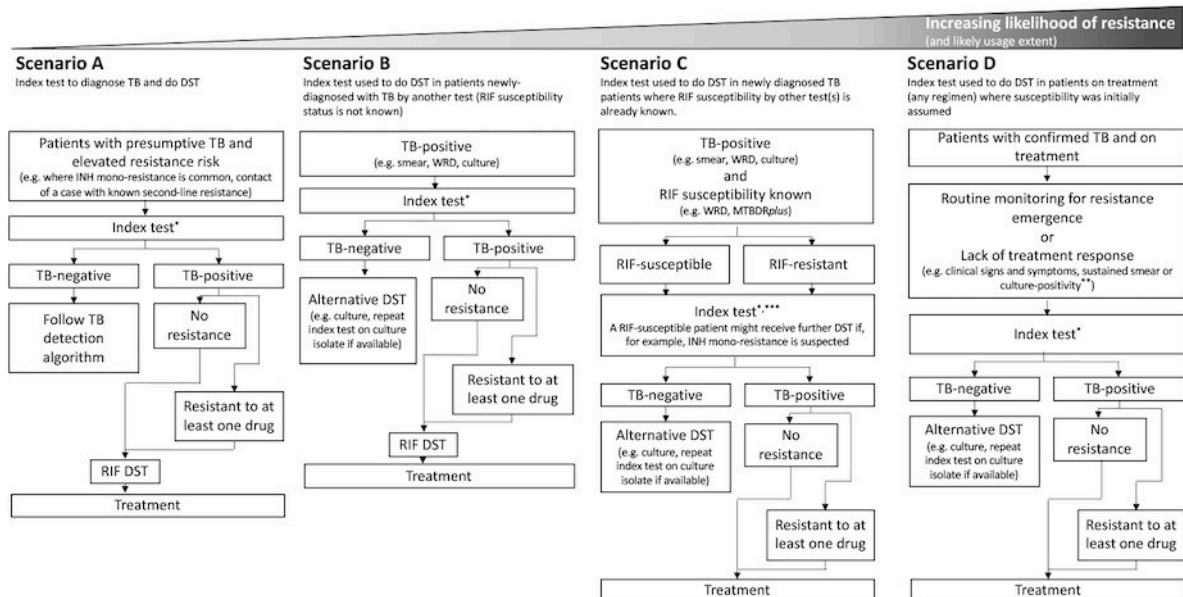 Increasing likelihood of resistance
(and likely usage extent)
Scenario A
Index test to diagnose TB and do DST
Patients with presumptive TB and
elevated resistance risk
(e.g. where INH mono-resistance is common, contact
of a case with known second-line resistance)
Index test*
TB-negative
TB-positive
Follow TB
detection
algorithm
No
resistance
Resistant to at
least one drug
RIF DST
Treatment
Scenario B
Index test used to do DST in patients newly-
diagnosed with TB by another test (RIF susceptibility
status is not known)
TB-positive
(e.g. smear, WRD, culture)
Index test*
TB-negative
TB-positive
Alternative DST
(e.g. culture, repeat
index test on culture
isolate if available)
No
resistance
Resistant to at
least one drug
RIF DST
Treatment
Scenario C
Index test used to do DST in newly diagnosed TB
patients where RIF susceptibility by other test(s) is
already known.
TB-positive
(e.g. smear, WRD, culture)
and
RIF susceptibility known
(e.g. WRD, MTBDRplus)
RIF-susceptible
RIF-resistant
Index test*,***
A RIF-susceptible patient might receive further DST if,
for example, INH mono-resistance is suspected
TB-negative
TB-positive
Alternative DST
(e.g. culture, repeat
index test on culture
isolate if available)
No
resistance
Resistant to at
least one drug
Treatment
Scenario D
Index test used to do DST in patients on treatment
(any regimen) where susceptibility was initially
assumed
Patients with confirmed TB and on
treatment
Routine monitoring for resistance
emergence
or
Lack of treatment response
(e.g. clinical signs and symptoms, sustained smear or
culture-positivity**)
Index test*
TB-negative
TB-positive
Alternative DST
(e.g. culture, repeat
index test on culture
isolate if available)
No
resistance
Resistant to at
least one drug
Treatment